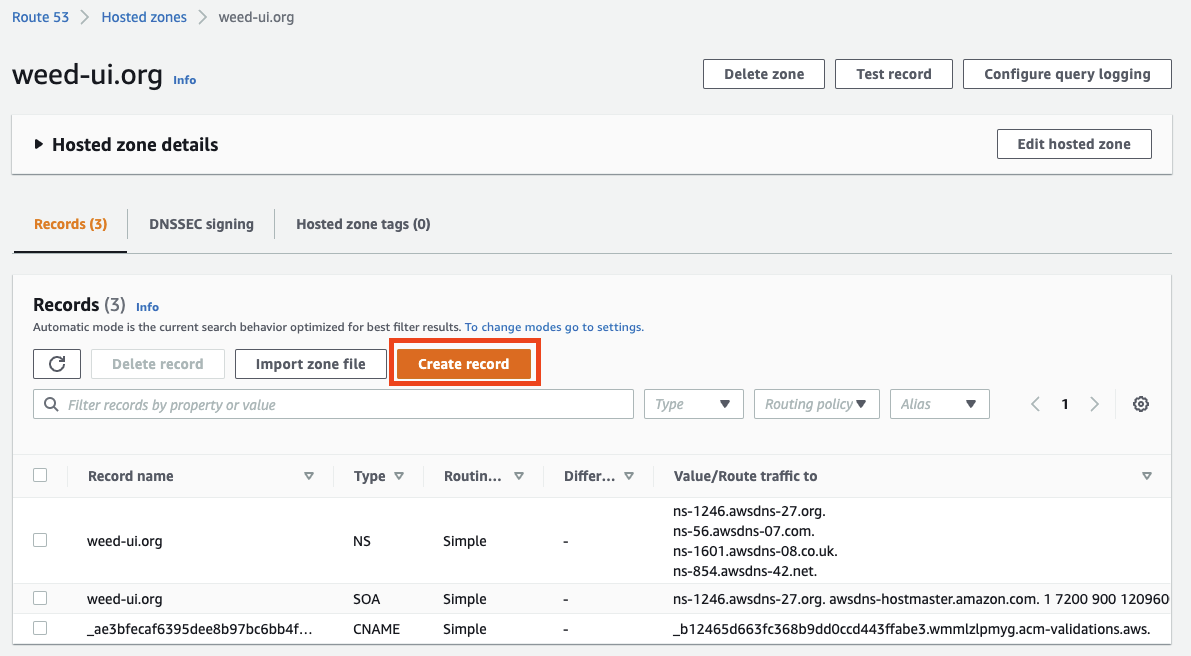 Route 53 Hosted zones weed-ui.org
weed-ui.org Info
Delete zone Test record Configure query logging
Hosted zone details Edit hosted zone
Records (3) DNSSEC signing Hosted zone tags (0)
Records (3) Info
Automatic mode is the current search behavior optimized for best filter results. To change modes go to settings.
Delete record Import zone file Create record
Filter records by property or value Type Routing policy Alias 1
Record name Type Routin... Differ... Value/Route traffic to
ns-1246.awsdns-27.org.
ns-56.awsdns-07.com.
weed-ui.org NS Simple -
ns-1601.awsdns-08.co.uk.
ns-854.awsdns-42.net.
weed-ui.org SOA Simple - ns-1246.awsdns-27.org. awsdns-hostmaster.amazon.com. 1 7200 900 120960
_ae3bfecaf6395dee8b97bc6bb4f... CNAME Simple - _b12465d663fc368b9dd0ccd443ffabe3.wmmlzlpmyg.acm-validations.aws.